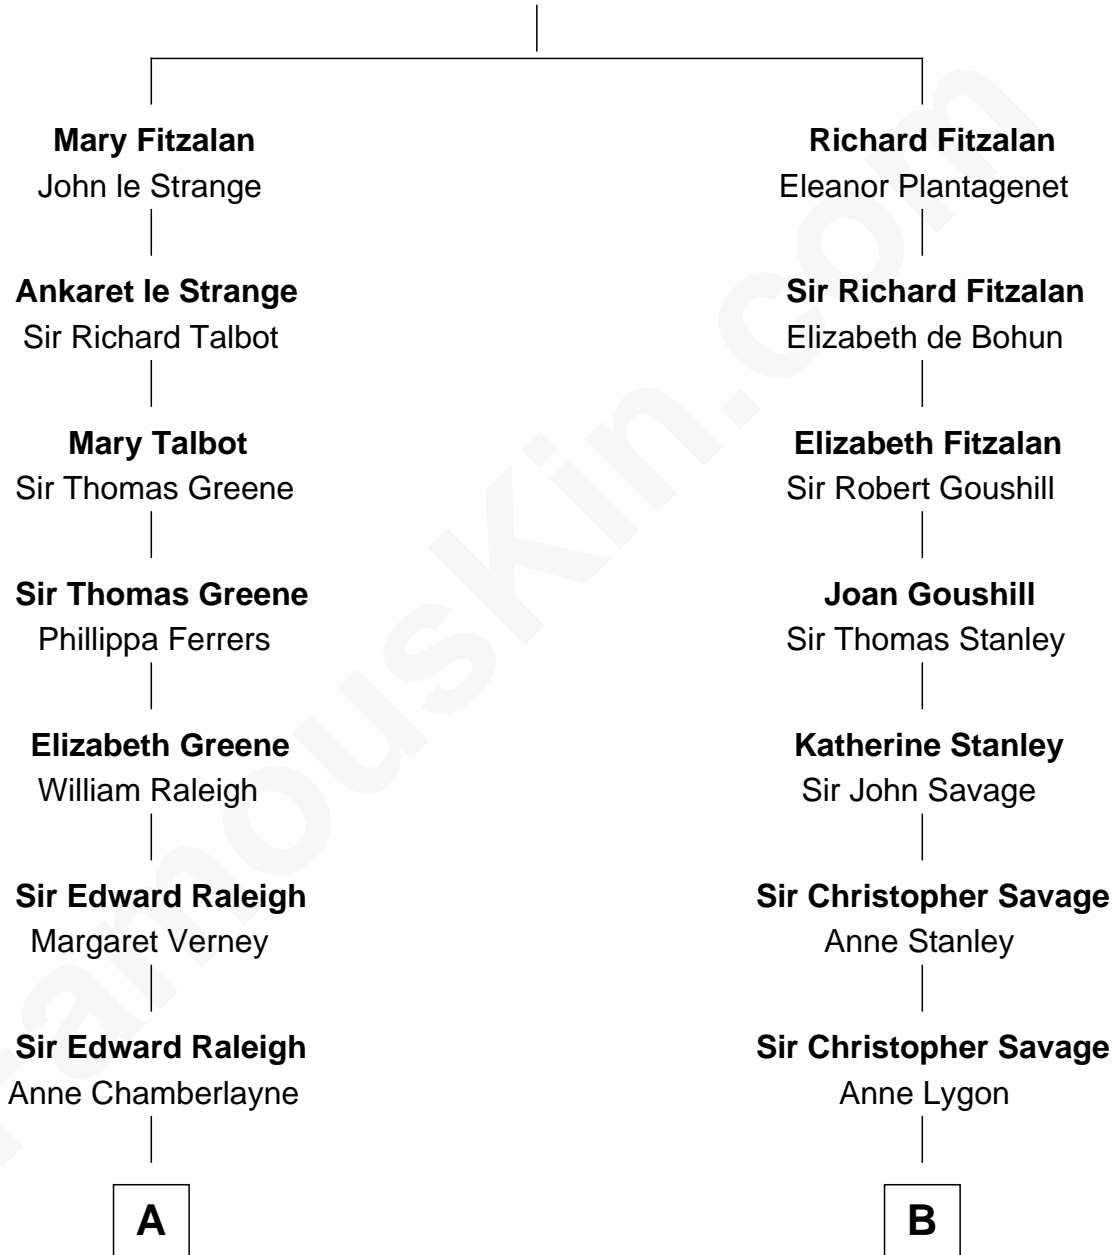 Mary Fitzalan
John le Strange
Richard Fitzalan
Eleanor Plantagenet
Ankaret le Strange
Sir Richard Talbot
Sir Richard Fitzalan
Elizabeth de Bohun
Mary Talbot
Sir Thomas Greene
Elizabeth Fitzalan
Sir Robert Goushill
Sir Thomas Greene
Phillippa Ferrers
Joan Goushill
Sir Thomas Stanley
Elizabeth Greene
William Raleigh
Katherine Stanley
Sir John Savage
Sir Edward Raleigh
Margaret Verney
Sir Christopher Savage
Anne Stanley
Sir Edward Raleigh
Anne Chamberlayne
Sir Christopher Savage
Anne Lygon
A
B
FamousKin.com